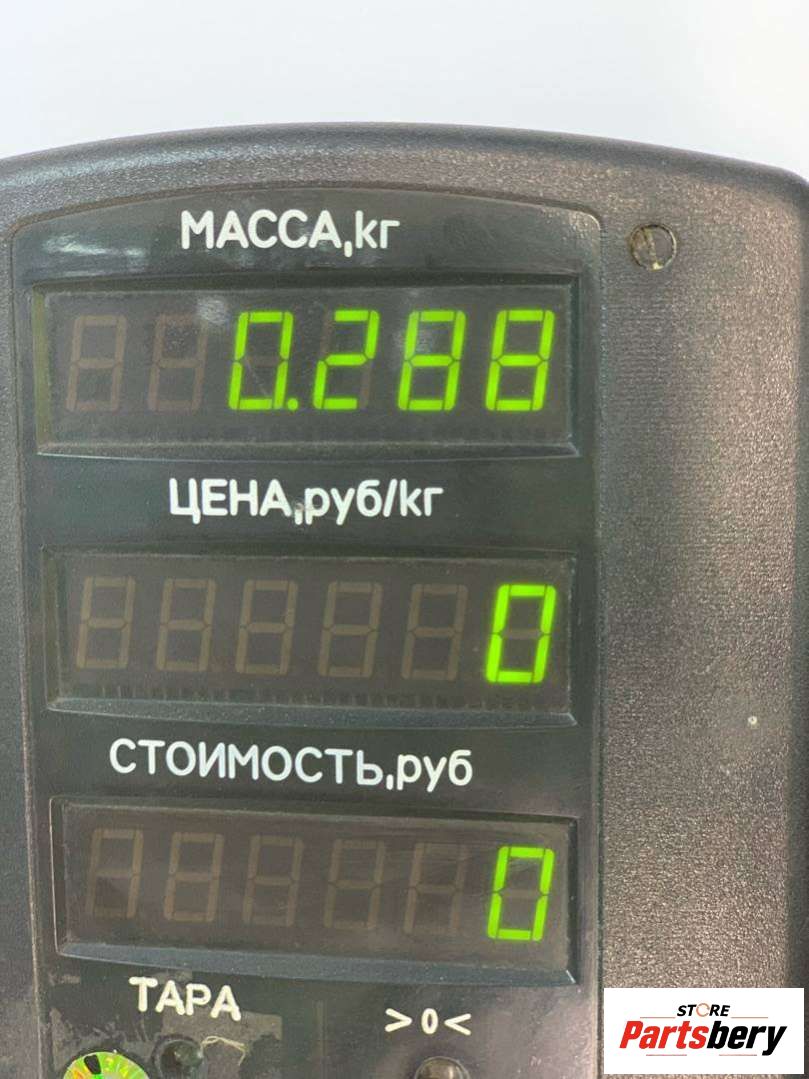 МАССА,кг
0.288
ЦЕНА,руб/кг
0
СТОИМОСТЬ,руб
0
ТАРА
>0<
STORE
Partsbery